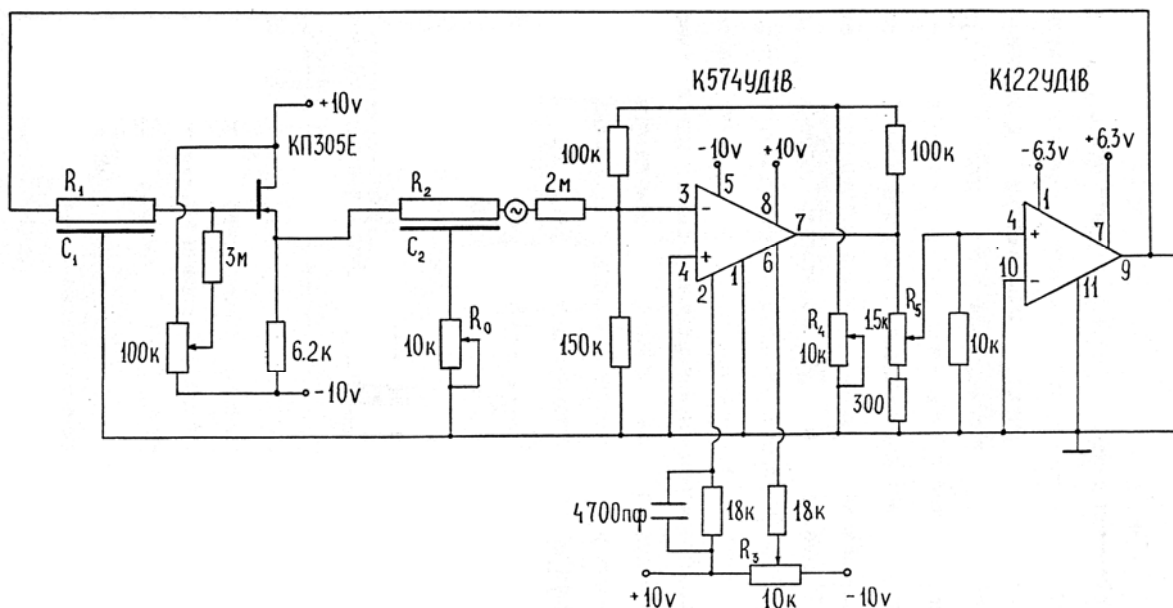 К574УД1В
К122УД1В
+10v
КП305Е
100к
-10v
+10v
100к
-6.3v
+6.3v
R₁
R₂
2м
3
5
8
7
4
1
7
C₁
3м
C₂
4
2
1
6
10
11
9
100к
6.2к
10к
R₀
150к
R₄
10к
1.5к
R₅
10к
-10v
300
4700пф
18к
18к
R₃
+10v
10к
-10v